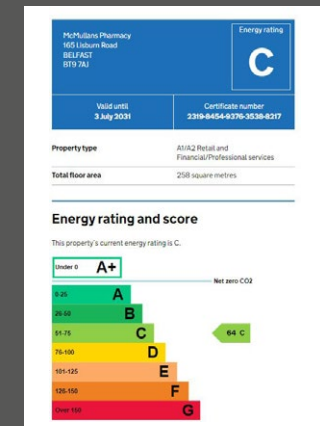 McMullans Pharmacy
165 Lisburn Road
BELFAST
BT9 7AJ
Energy rating
C
Valid until
3 July 2031
Certificate number
2319-8454-9376-3538-8217
Property type
A1/A2 Retail and
Financial/Professional services
Total floor area
258 square metres
Energy rating and score
This property's current energy rating is C.
Under 0 A+
Net zero CO2
0-25 A
26-50 B
51-75 C
64 C
76-100 D
101-125 E
126-150 F
Over 150 G